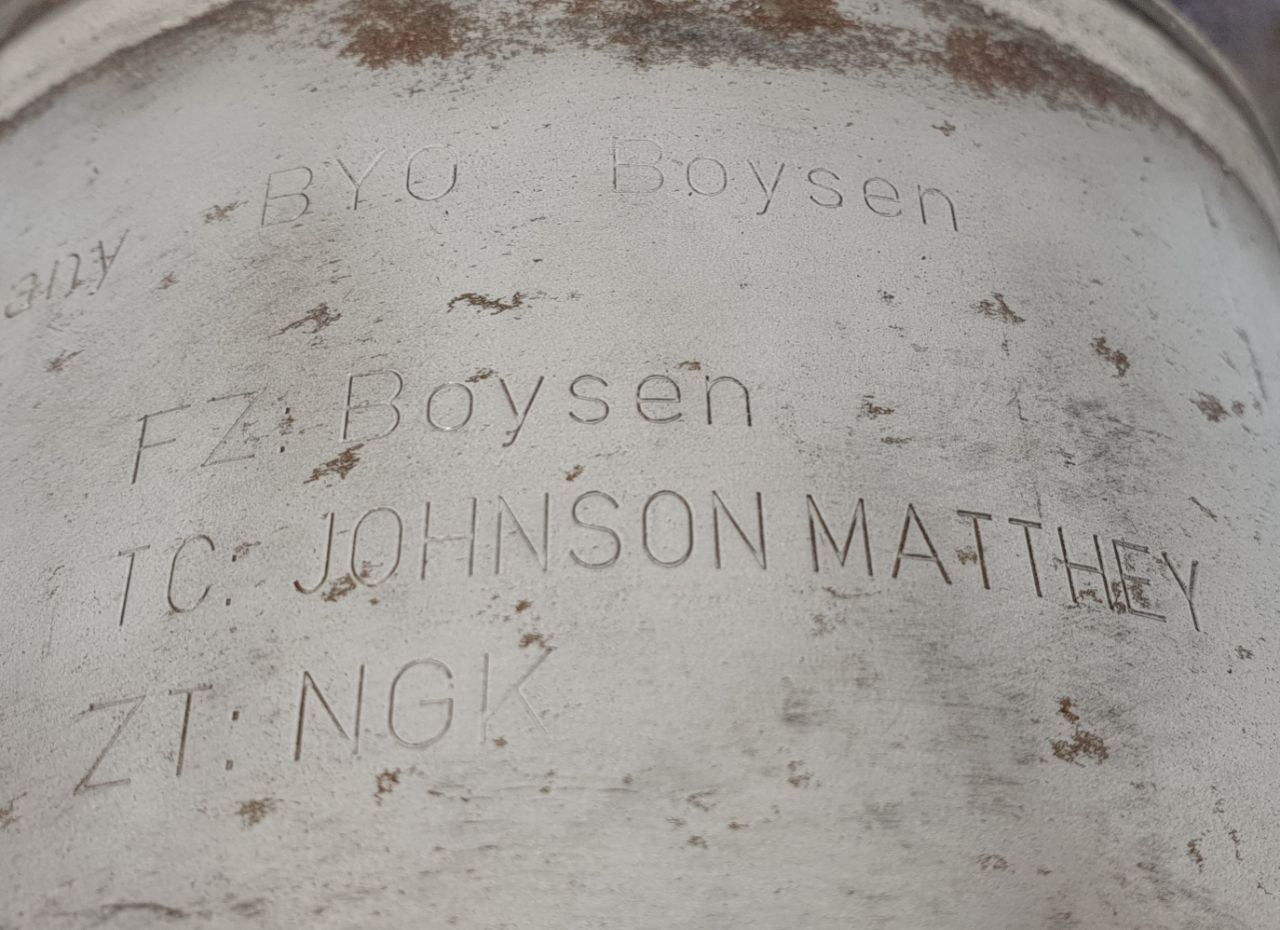 BYO Boysen
FZ: Boysen
TC: JOHNSON MATTHEY
ZT: NGK